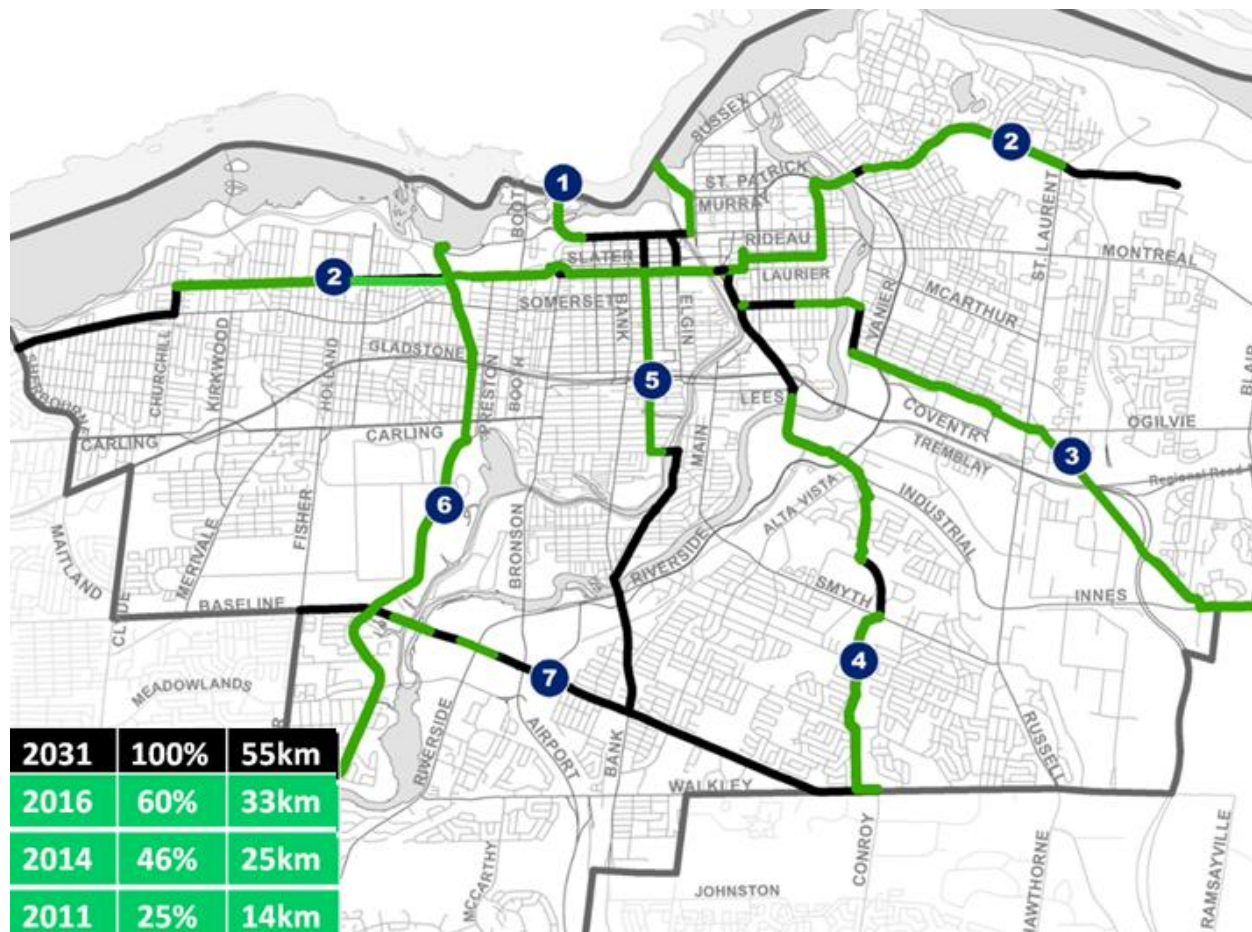 SUSSEX
1
2
ST. PATRICK
MURRAY
BOOTH
RIDEAU
ST.LAURENT
MONTREAL
SLATER
2
LAURIER
SOMERSET
BANK
ELGIN
VANIER
MCARTHUR
CHURCHILL
KIRKWOOD
HOLLAND
GLADSTONE
PRESTON
BOOTH
5
LEES
BLAIR
SHERBOURNE
CARLING
CARLING
MAIN
COVENTRY
OGILVIE
TREMBLAY
3
Regional Road
6
ALTA VISTA
INDUSTRIAL
MAITLAND
MERIVALE
FISHER
BRONSON
RIVERSIDE
SMYTH
INNES
BASELINE
CLYDE
4
7
MEADOWLANDS
RIVERSIDE
AIRPORT
BANK
RUSSELL
WALKLEY
2031 100% 55km
2016 60% 33km
2014 46% 25km
2011 25% 14km
MCCARTHY
JOHNSTON
CONROY
RAMSAYVILLE